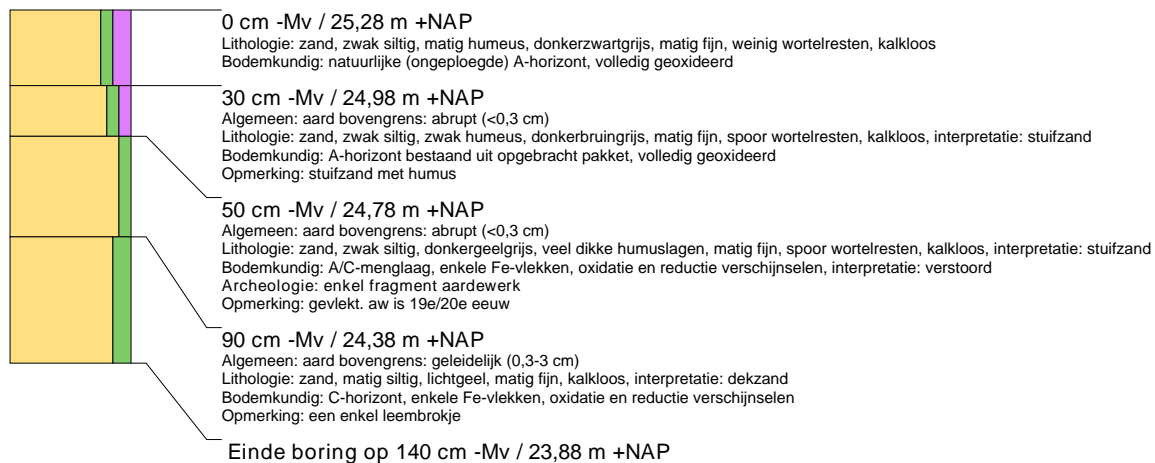 0 cm -Mv / 25,28 m +NAP
Lithologie: zand, zwak siltig, matig humeus, donkerzwartgrijs, matig fijn, weinig wortelresten, kalkloos
Bodemkundig: natuurlijke (ongeploegde) A-horizont, volledig geoxideerd
30 cm -Mv / 24,98 m +NAP
Algemeen: aard bovengrens: abrupt (<0,3 cm)
Lithologie: zand, zwak siltig, zwak humeus, donkerbruingrijs, matig fijn, spoor wortelresten, kalkloos, interpretatie: stuifzand
Bodemkundig: A-horizont bestaand uit opgebracht pakket, volledig geoxideerd
Opmerking: stuifzand met humus
50 cm -Mv / 24,78 m +NAP
Algemeen: aard bovengrens: abrupt (<0,3 cm)
Lithologie: zand, zwak siltig, donkergeelgrijs, veel dikke humuslagen, matig fijn, spoor wortelresten, kalkloos, interpretatie: stuifzand
Bodemkundig: A/C-menglaag, enkele Fe-vlekken, oxidatie en reductie verschijnselen, interpretatie: verstoord
Archeologie: enkel fragment aardewerk
Opmerking: gevlekt. aw is 19e/20e eeuw
90 cm -Mv / 24,38 m +NAP
Algemeen: aard bovengrens: geleidelijk (0,3-3 cm)
Lithologie: zand, matig siltig, lichtgeel, matig fijn, kalkloos, interpretatie: dekzand
Bodemkundig: C-horizont, enkele Fe-vlekken, oxidatie en reductie verschijnselen
Opmerking: een enkel leembrokje
Einde boring op 140 cm -Mv / 23,88 m +NAP